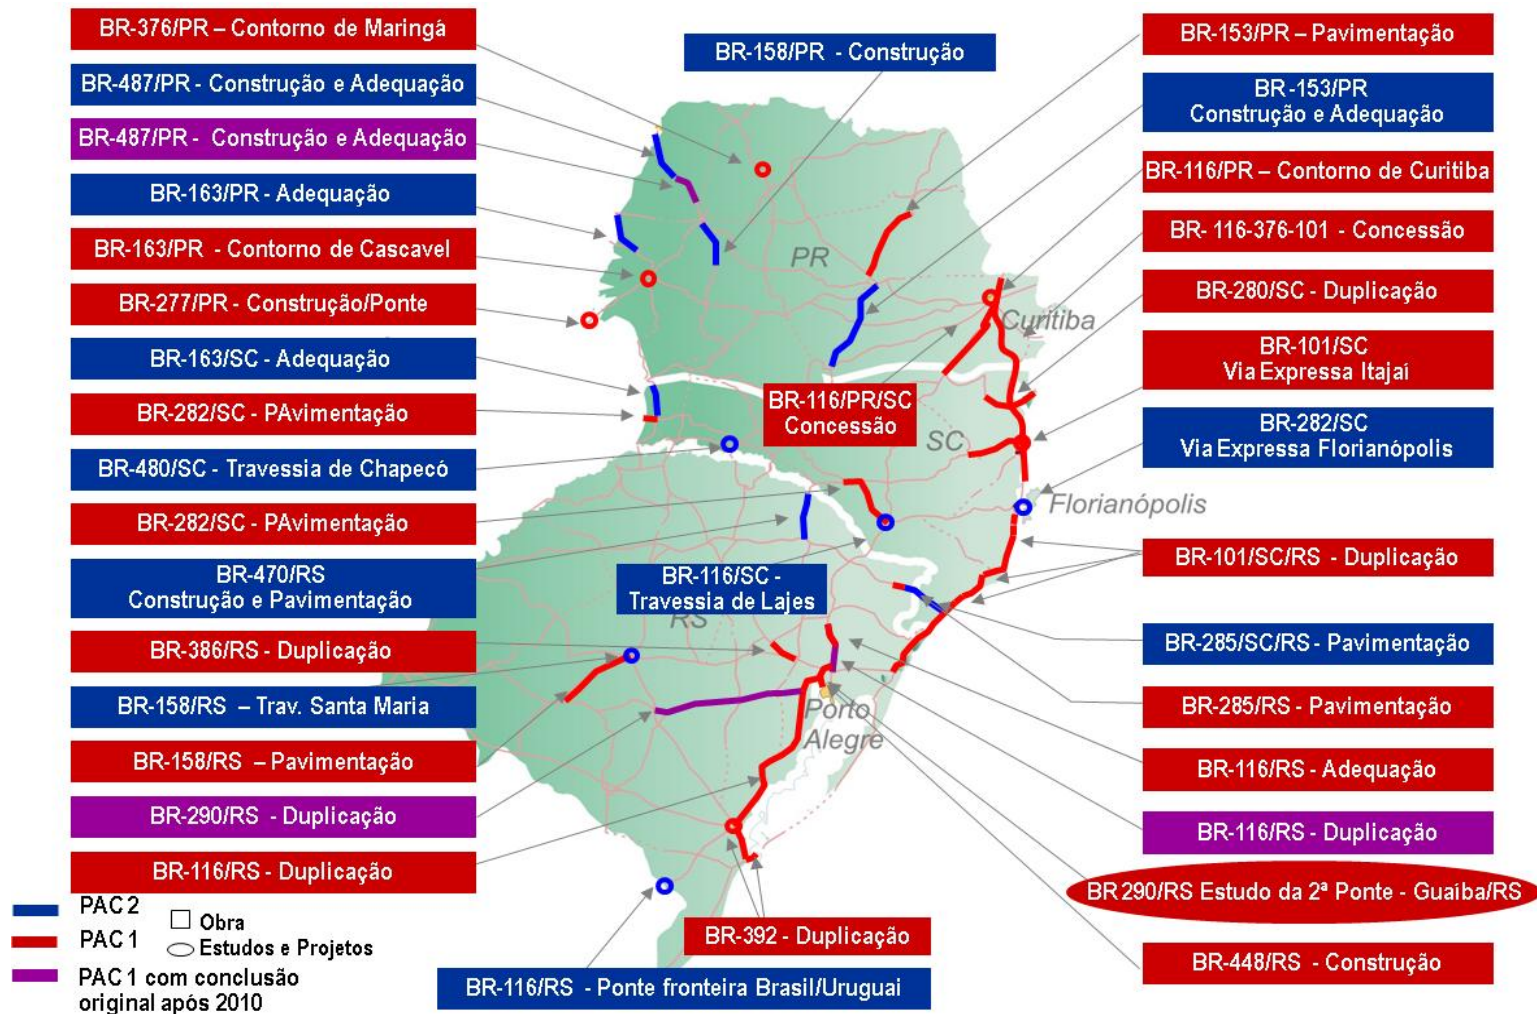 BR-376/PR – Contorno de Maringá
BR-487/PR - Construção e Adequação
BR-487/PR - Construção e Adequação
BR-163/PR - Adequação
BR-163/PR - Contorno de Cascavel
BR-277/PR - Construção/Ponte
BR-163/SC - Adequação
BR-282/SC - PAvimentação
BR-480/SC - Travessia de Chapecó
BR-282/SC - PAvimentação
BR-470/RS
Construção e Pavimentação
BR-386/RS - Duplicação
BR-158/RS – Trav. Santa Maria
BR-158/RS – Pavimentação
BR-290/RS - Duplicação
BR-116/RS - Duplicação
BR-158/PR - Construção
PR
Curitiba
BR-116/PR/SC
Concessão
SC
Florianópolis
BR-116/SC -
Travessia de Lajes
RS
Porto
Alegre
BR-392 - Duplicação
BR-116/RS - Ponte fronteira Brasil/Uruguai
BR-153/PR – Pavimentação
BR -153/PR
Construção e Adequação
BR-116/PR – Contorno de Curitiba
BR- 116-376-101 - Concessão
BR-280/SC - Duplicação
BR-101/SC
Via Expressa Itajaí
BR-282/SC
Via Expressa Florianópolis
BR-101/SC/RS - Duplicação
BR-285/SC/RS - Pavimentação
BR-285/RS - Pavimentação
BR-116/RS - Adequação
BR-116/RS - Duplicação
BR 290/RS Estudo da 2ª Ponte - Guaiba/RS
BR-448/RS - Construção
PAC 2
PAC 1
PAC 1 com conclusão
original após 2010
Obra
Estudos e Projetos